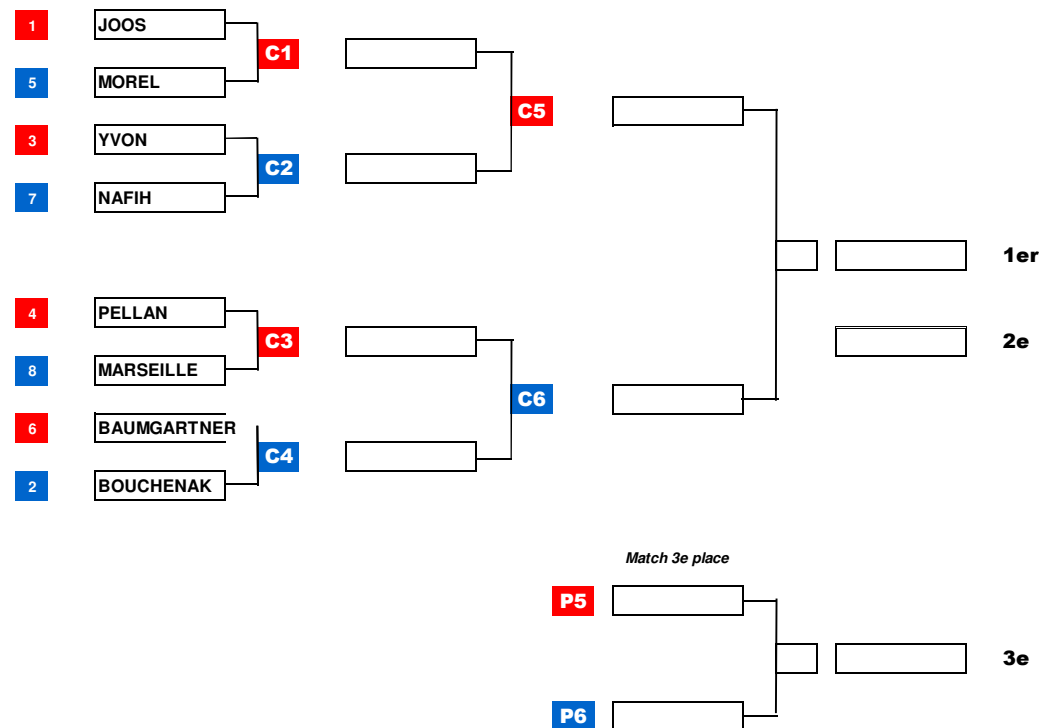 1 JOOS
C1
5 MOREL
C5
3 YVON
C2
7 NAFIH
1er
4 PELLAN
C3
2e
8 MARSEILLE
C6
6 BAUMGARTNER
C4
2 BOUCHENAK
Match 3e place
P5
3e
P6